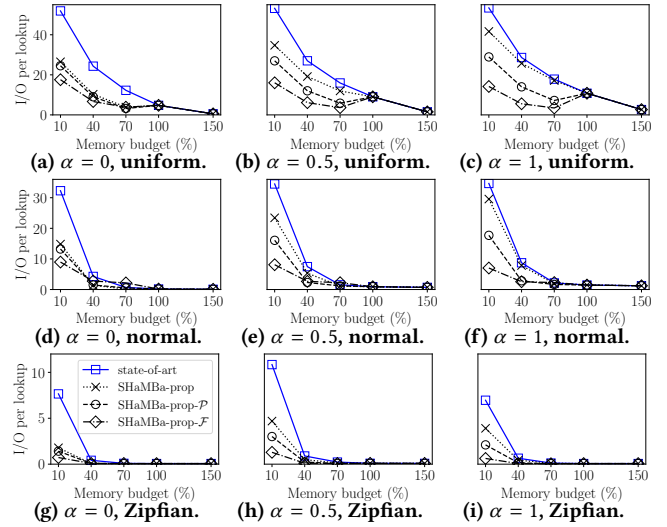 I/O per lookup
40
20
0
10 40 70 100 150
10 40 70 100 150
10 40 70 100 150
Memory budget (%)
Memory budget (%)
Memory budget (%)
(a) α = 0, uniform.
(b) α = 0.5, uniform.
(c) α = 1, uniform.
I/O per lookup
30
20
10
0
10 40 70 100 150
10 40 70 100 150
10 40 70 100 150
Memory budget (%)
Memory budget (%)
Memory budget (%)
(d) α = 0, normal.
(e) α = 0.5, normal.
(f) α = 1, normal.
I/O per lookup
10
5
0
state-of-art
SHaMBa-prop
SHaMBa-prop-𝒫
SHaMBa-prop-ℱ
10 40 70 100 150
10 40 70 100 150
10 40 70 100 150
Memory budget (%)
Memory budget (%)
Memory budget (%)
(g) α = 0, Zipfian.
(h) α = 0.5, Zipfian.
(i) α = 1, Zipfian.